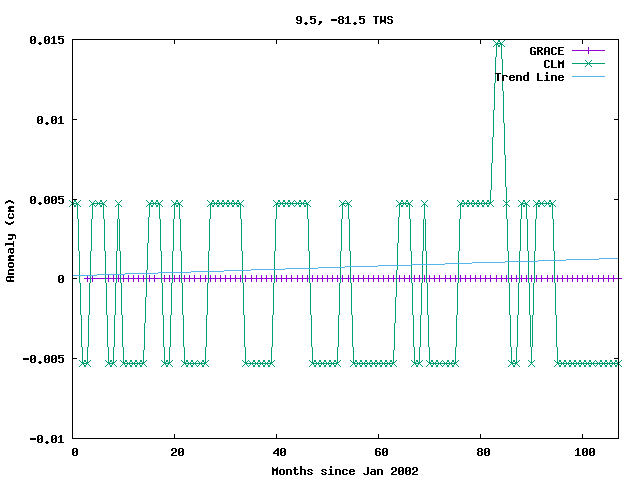 9.5, -81.5 TWS
0.015
GRACE
CLM
Trend Line
0.01
0.005
Anomaly (cm)
0
-0.005
-0.01
0 20 40 60 80 100
Months since Jan 2002